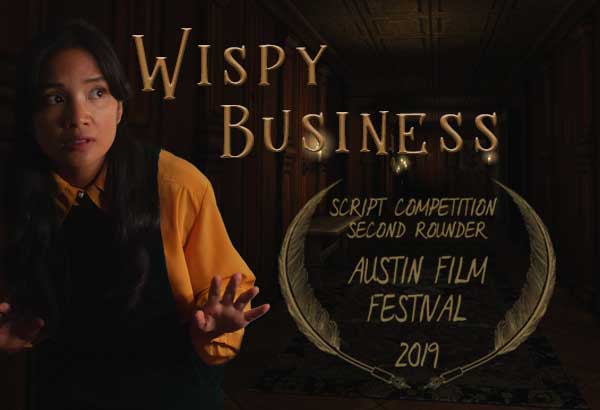 WISPY
BUSINESS
SCRIPT COMPETITION
SECOND ROUNDER
AUSTIN FILM
FESTIVAL
2019